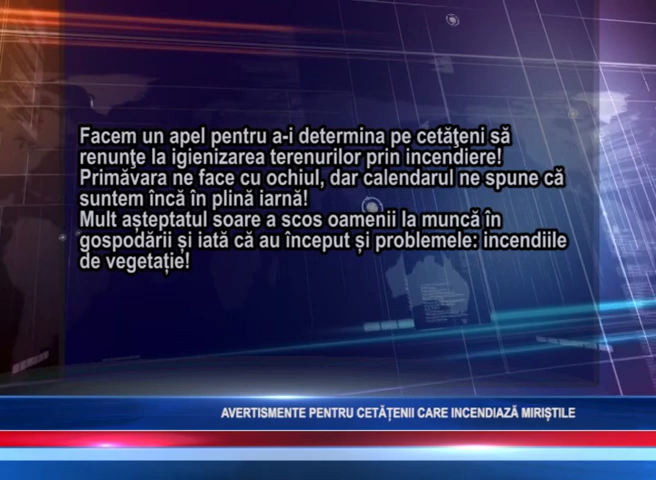 Facem un apel pentru a-i determina pe cetăţeni să
renunţe la igienizarea terenurilor prin incendiere!
Primăvara ne face cu ochiul, dar calendarul ne spune că
suntem încă în plină iarnă!
Mult așteptatul soare a scos oamenii la muncă în
gospodării și iată că au început și problemele: incendiile
de vegetație!
AVERTISMENTE PENTRU CETĂȚENII CARE INCENDIAZĂ MIRIȘTILE